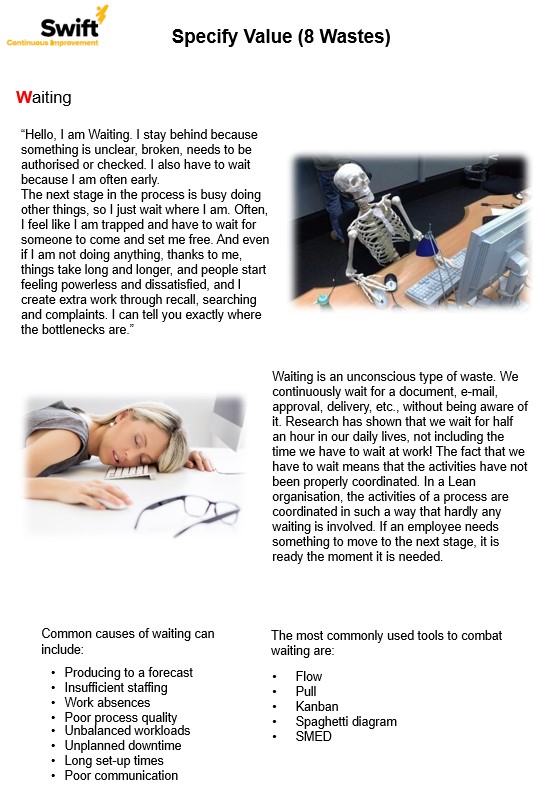 Swift
Continuous Improvement
Specify Value (8 Wastes)
Waiting
“Hello, I am Waiting. I stay behind because
something is unclear, broken, needs to be
authorised or checked. I also have to wait
because I am often early.
The next stage in the process is busy doing
other things, so I just wait where I am. Often,
I feel like I am trapped and have to wait for
someone to come and set me free. And even
if I am not doing anything, thanks to me,
things take long and longer, and people start
feeling powerless and dissatisfied, and I
create extra work through recall, searching
and complaints. I can tell you exactly where
the bottlenecks are.”
Waiting is an unconscious type of waste. We
continuously wait for a document, e-mail,
approval, delivery, etc., without being aware of
it. Research has shown that we wait for half
an hour in our daily lives, not including the
time we have to wait at work! The fact that we
have to wait means that the activities have not
been properly coordinated. In a Lean
organisation, the activities of a process are
coordinated in such a way that hardly any
waiting is involved. If an employee needs
something to move to the next stage, it is
ready the moment it is needed.
Common causes of waiting can
include:
• Producing to a forecast
• Insufficient staffing
• Work absences
• Poor process quality
• Unbalanced workloads
• Unplanned downtime
• Long set-up times
• Poor communication
The most commonly used tools to combat
waiting are:
• Flow
• Pull
• Kanban
• Spaghetti diagram
• SMED